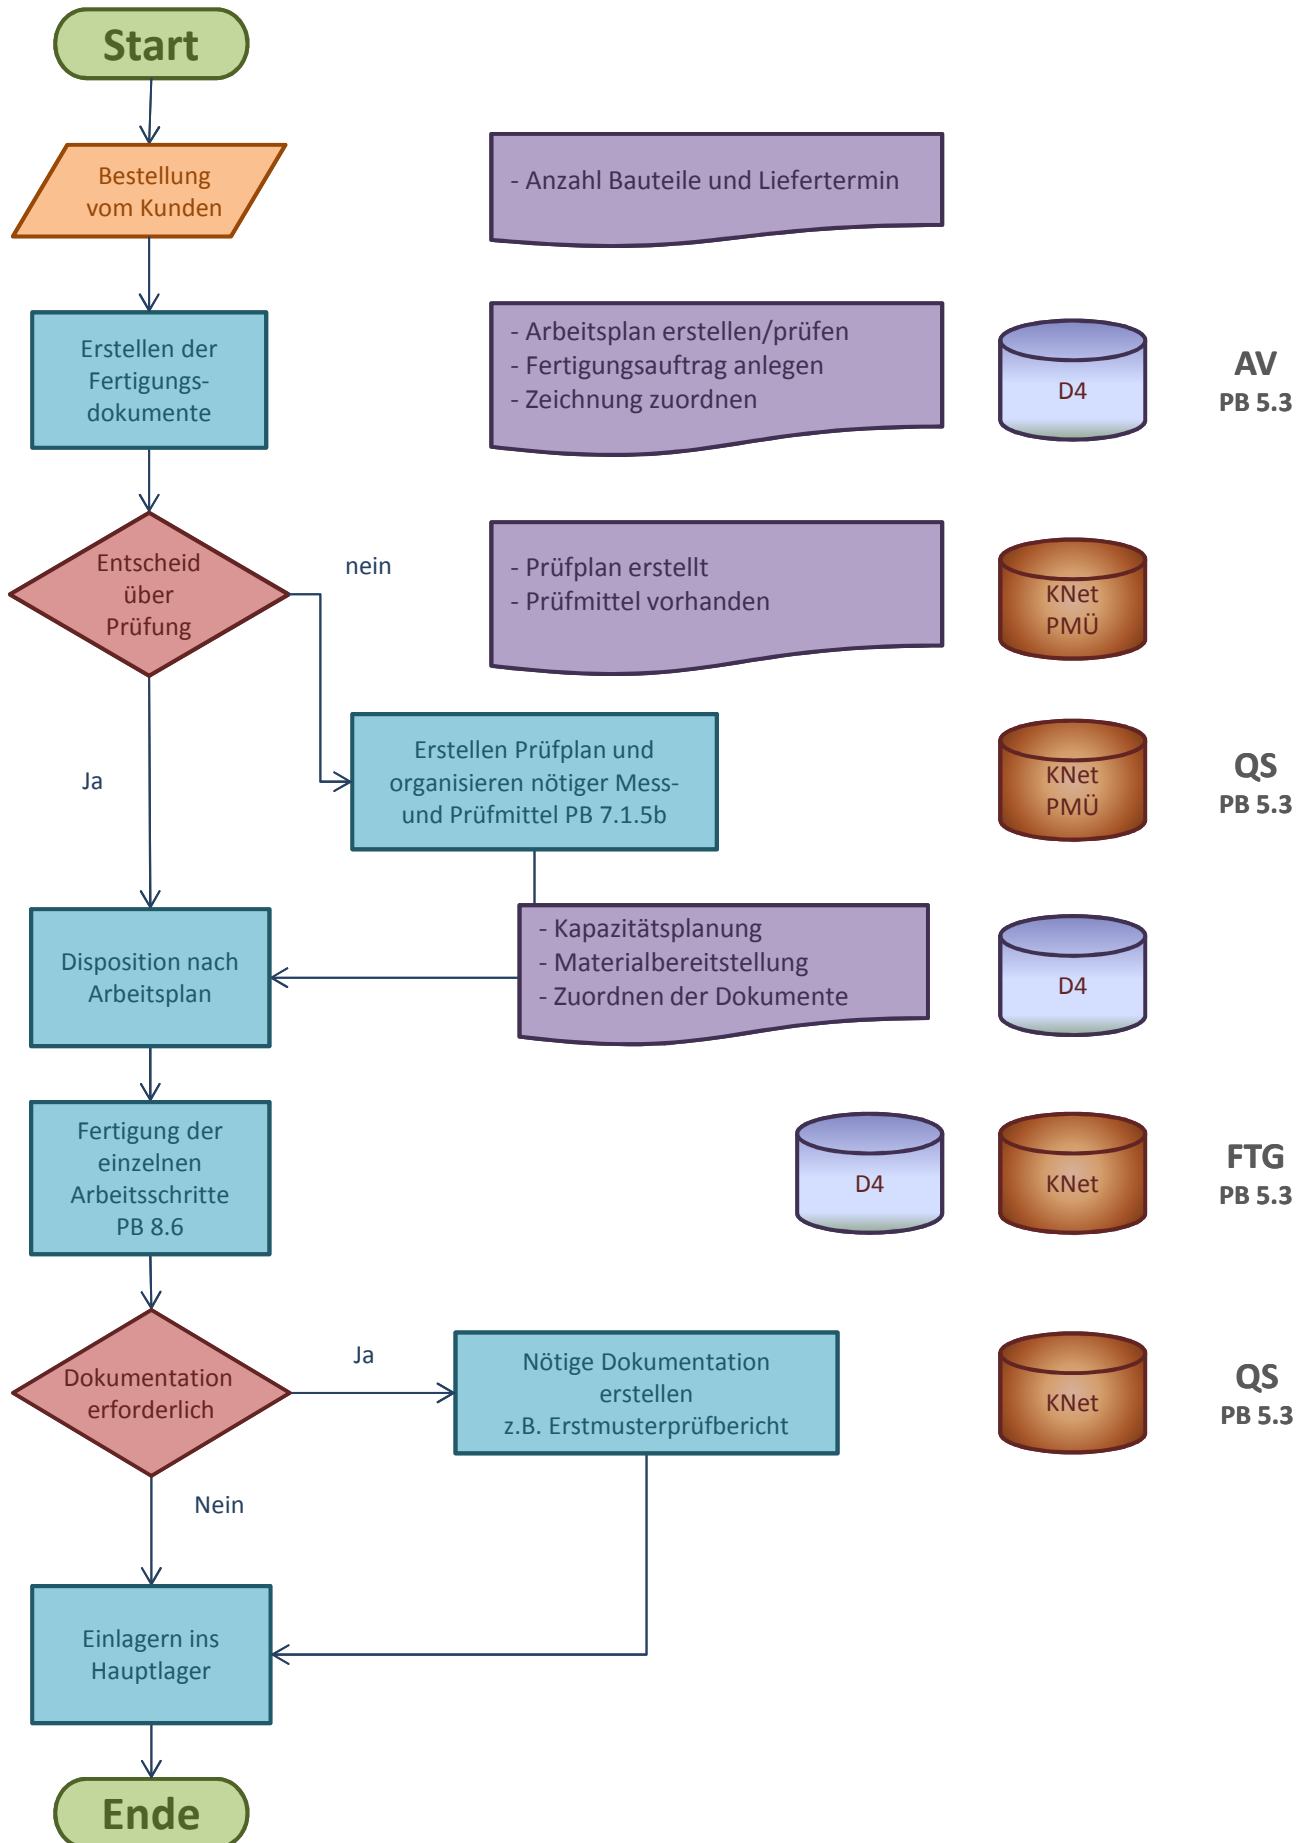 Start
Bestellung
vom Kunden
- Anzahl Bauteile und Liefertermin
Erstellen der
Fertigungs-
dokumente
- Arbeitsplan erstellen/prüfen
- Fertigungsauftrag anlegen
- Zeichnung zuordnen
D4
AV
PB 5.3
Entscheid
über
Prüfung
nein
- Prüfplan erstellt
- Prüfmittel vorhanden
KNet
PMÜ
Ja
Erstellen Prüfplan und
organisieren nötiger Mess-
und Prüfmittel PB 7.1.5b
KNet
PMÜ
QS
PB 5.3
Disposition nach
Arbeitsplan
- Kapazitätsplanung
- Materialbereitstellung
- Zuordnen der Dokumente
D4
Fertigung der
einzelnen
Arbeitsschritte
PB 8.6
D4
KNet
FTG
PB 5.3
Dokumentation
erforderlich
Ja
Nötige Dokumentation
erstellen
z.B. Erstmusterprüfbericht
KNet
QS
PB 5.3
Nein
Einlagern ins
Hauptlager
Ende